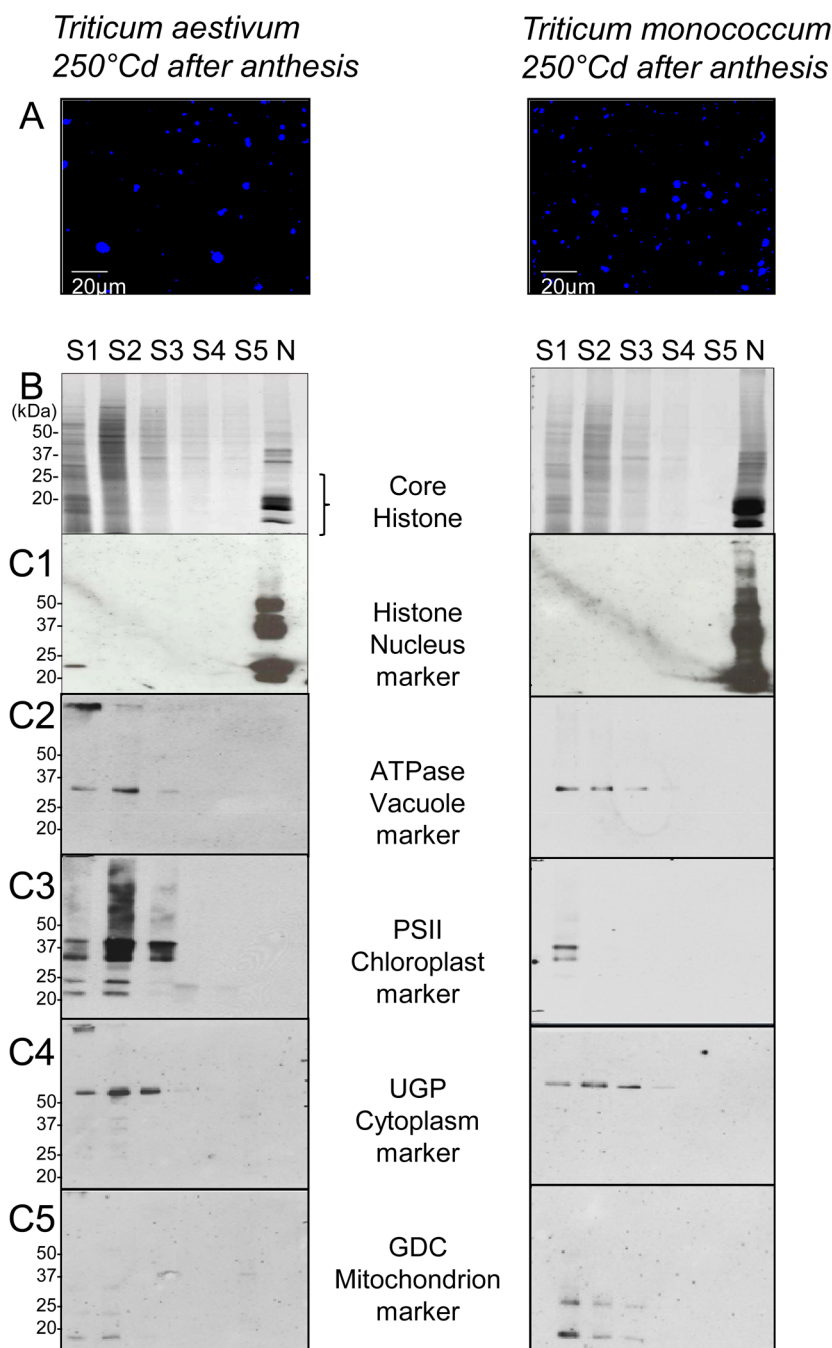 Triticum aestivum
250°Cd after anthesis
Triticum monococcum
250°Cd after anthesis
A
20µm
20µm
S1 S2 S3 S4 S5 N
S1 S2 S3 S4 S5 N
B
(kDa)
50-
37-
25-
20-
Core
Histone
C1
50-
37-
25-
20-
Histone
Nucleus
marker
C2
50-
37-
25-
20-
ATPase
Vacuole
marker
C3
50-
37-
25-
20-
PSII
Chloroplast
marker
C4
50-
37-
25-
20-
UGP
Cytoplasm
marker
C5
50-
37-
25-
20-
GDC
Mitochondrion
marker